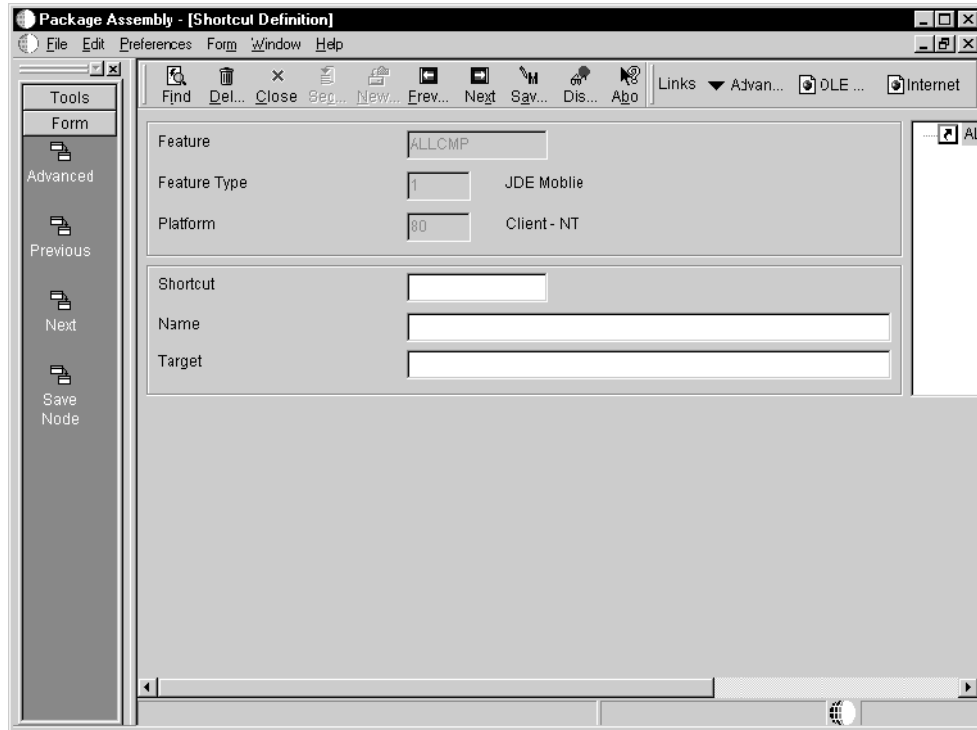 Package Assembly - [Shortcut Definition]
File Edit Preferences Form Window Help
Tools
Form
Advanced
Previous
Next
Save
Node
Find Del... Close Seq... New... Prev... Next Sav... Dis... Abo Links Advan... OLE ... Internet
Feature ALLCMP
Feature Type 1 JDE Moblie
Platform 80 Client - NT
Shortcut
Name
Target
AL